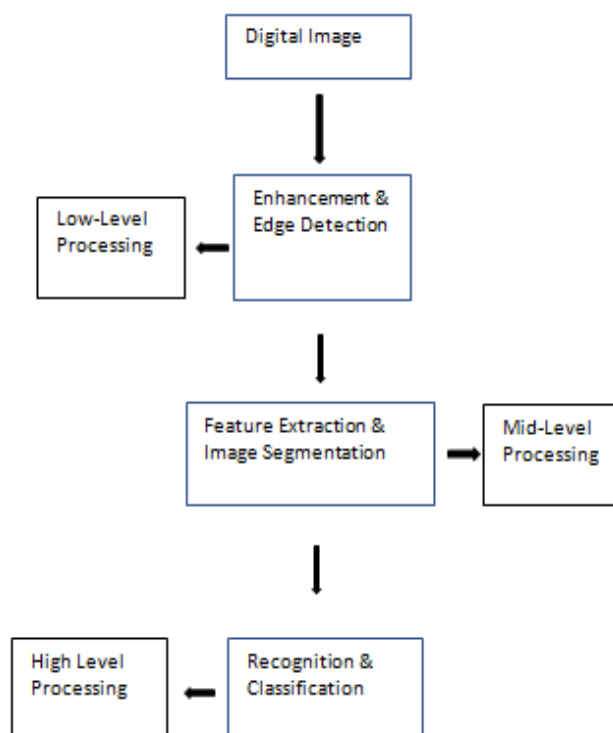 Digital Image
Enhancement &
Edge Detection
Low-Level
Processing
Feature Extraction &
Image Segmentation
Mid-Level
Processing
High Level
Processing
Recognition &
Classification